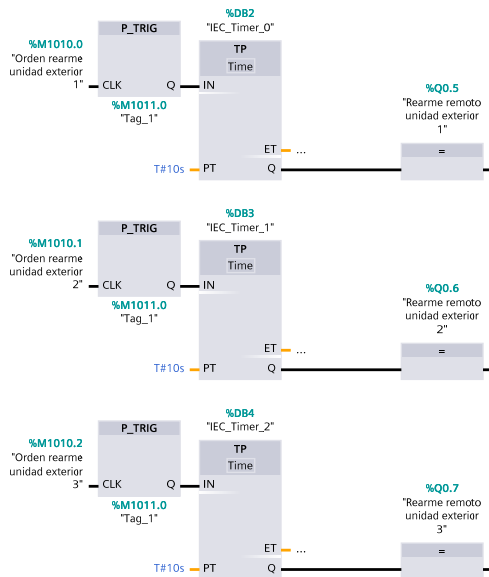 %DB2
"IEC_Timer_0"
P_TRIG
%M1010.0
"Orden rearme
unidad exterior
1"
CLK
Q
%M1011.0
"Tag_1"
TP
Time
IN
ET
...
T#10s
PT
Q
%Q0.5
"Rearme remoto
unidad exterior
1"
=
%DB3
"IEC_Timer_1"
P_TRIG
%M1010.1
"Orden rearme
unidad exterior
2"
CLK
Q
%M1011.0
"Tag_1"
TP
Time
IN
ET
...
T#10s
PT
Q
%Q0.6
"Rearme remoto
unidad exterior
2"
=
%DB4
"IEC_Timer_2"
P_TRIG
%M1010.2
"Orden rearme
unidad exterior
3"
CLK
Q
%M1011.0
"Tag_1"
TP
Time
IN
ET
...
T#10s
PT
Q
%Q0.7
"Rearme remoto
unidad exterior
3"
=